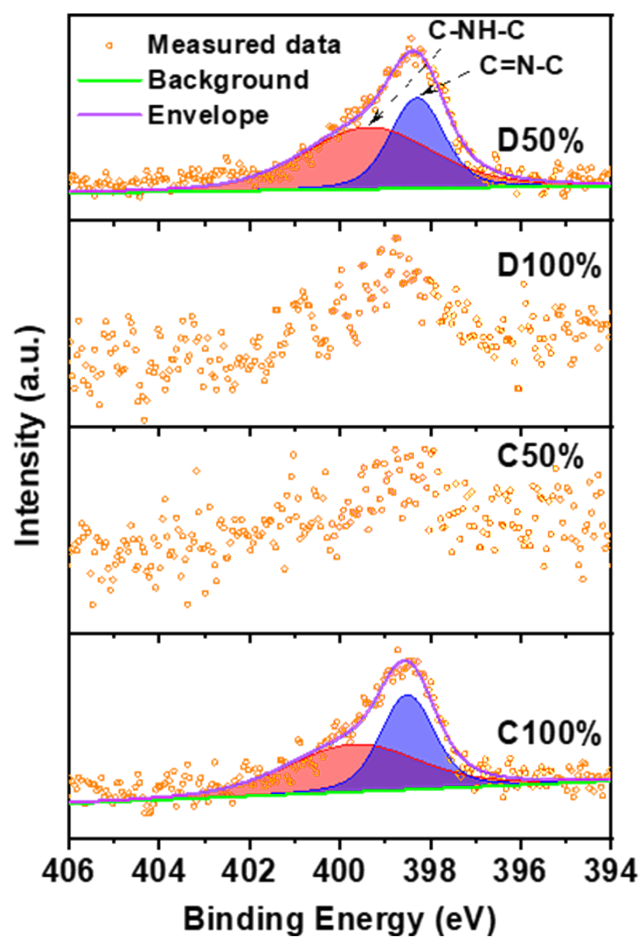 Measured data
Background
Envelope
C-NH-C
C=N-C
D50%
D100%
C50%
C100%
Intensity (a.u.)
406 404 402 400 398 396 394
Binding Energy (eV)